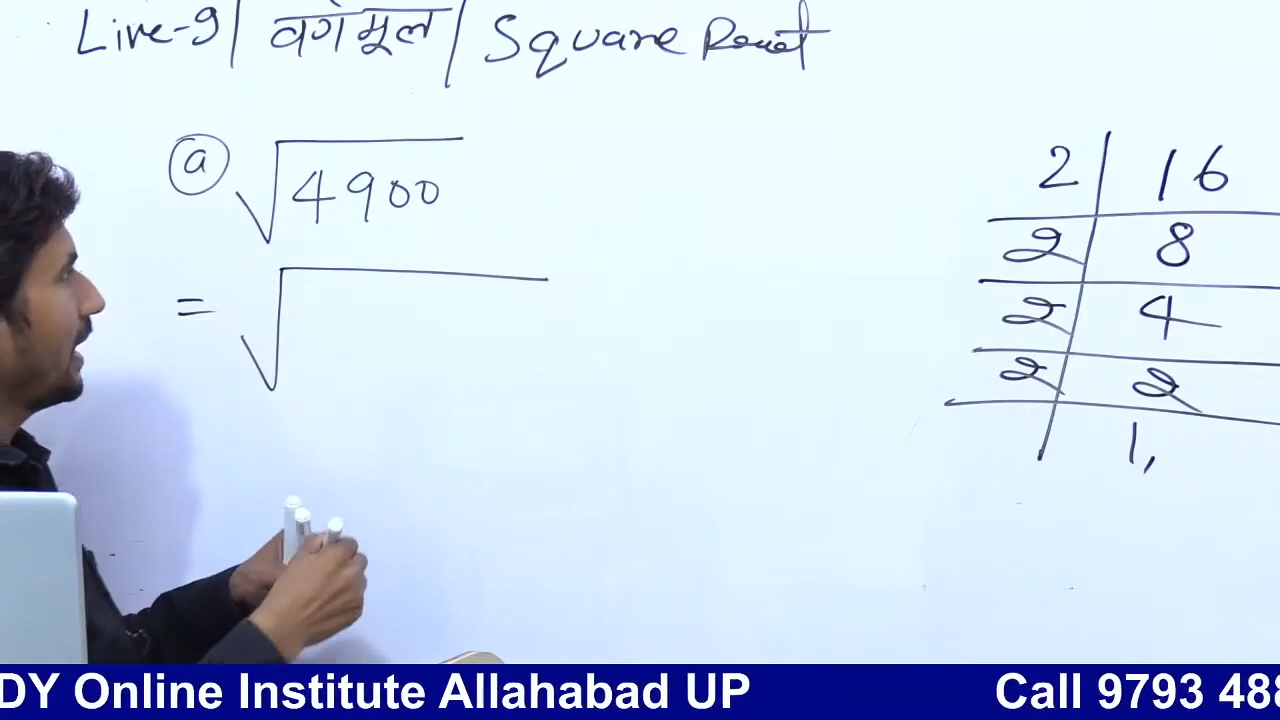 Live-9 | वर्गमूल | Square Root
a √4900
= √
2 | 16
2 | 8
2 | 4
2 | 2
1,
DY Online Institute Allahabad UP Call 9793 488